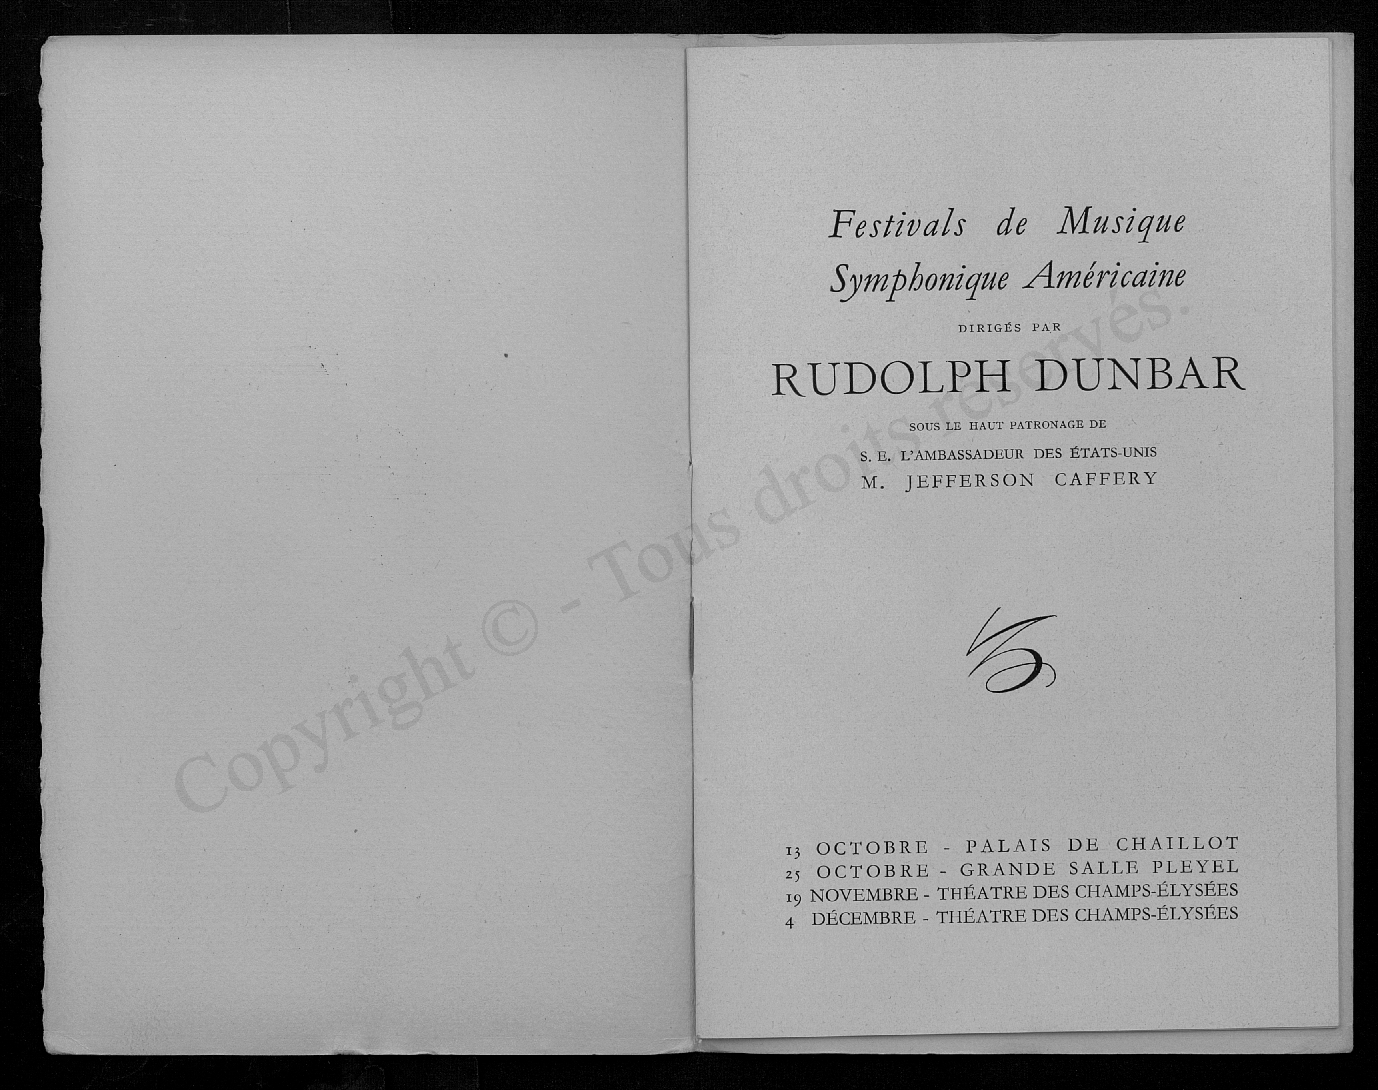 Festivals de Musique
Symphonique Américaine
DIRIGÉS PAR
RUDOLPH DUNBAR
SOUS LE HAUT PATRONAGE DE
S. E. L'AMBASSADEUR DES ÉTATS-UNIS
M. JEFFERSON CAFFERY
13 OCTOBRE - PALAIS DE CHAILLOT
25 OCTOBRE - GRANDE SALLE PLEYEL
19 NOVEMBRE - THÉATRE DES CHAMPS-ÉLYSÉES
4 DÉCEMBRE - THÉATRE DES CHAMPS-ÉLYSÉES
Copyright © - Tous droits reservés.